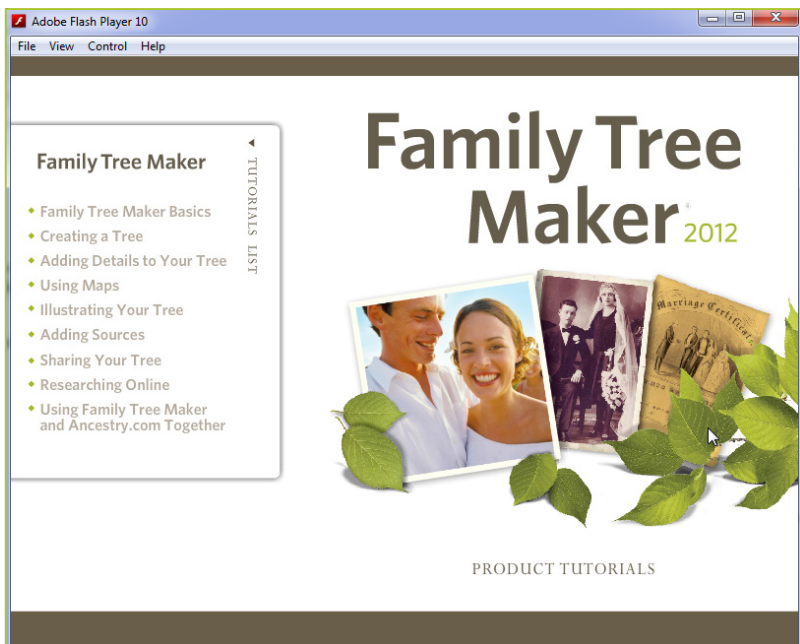 Adobe Flash Player 10
File View Control Help
Family Tree Maker
TUTORIALS LIST
Family Tree Maker Basics
Creating a Tree
Adding Details to Your Tree
Using Maps
Illustrating Your Tree
Adding Sources
Sharing Your Tree
Researching Online
Using Family Tree Maker
and Ancestry.com Together
Family Tree
Maker 2012
Marriage Certificate
PRODUCT TUTORIALS